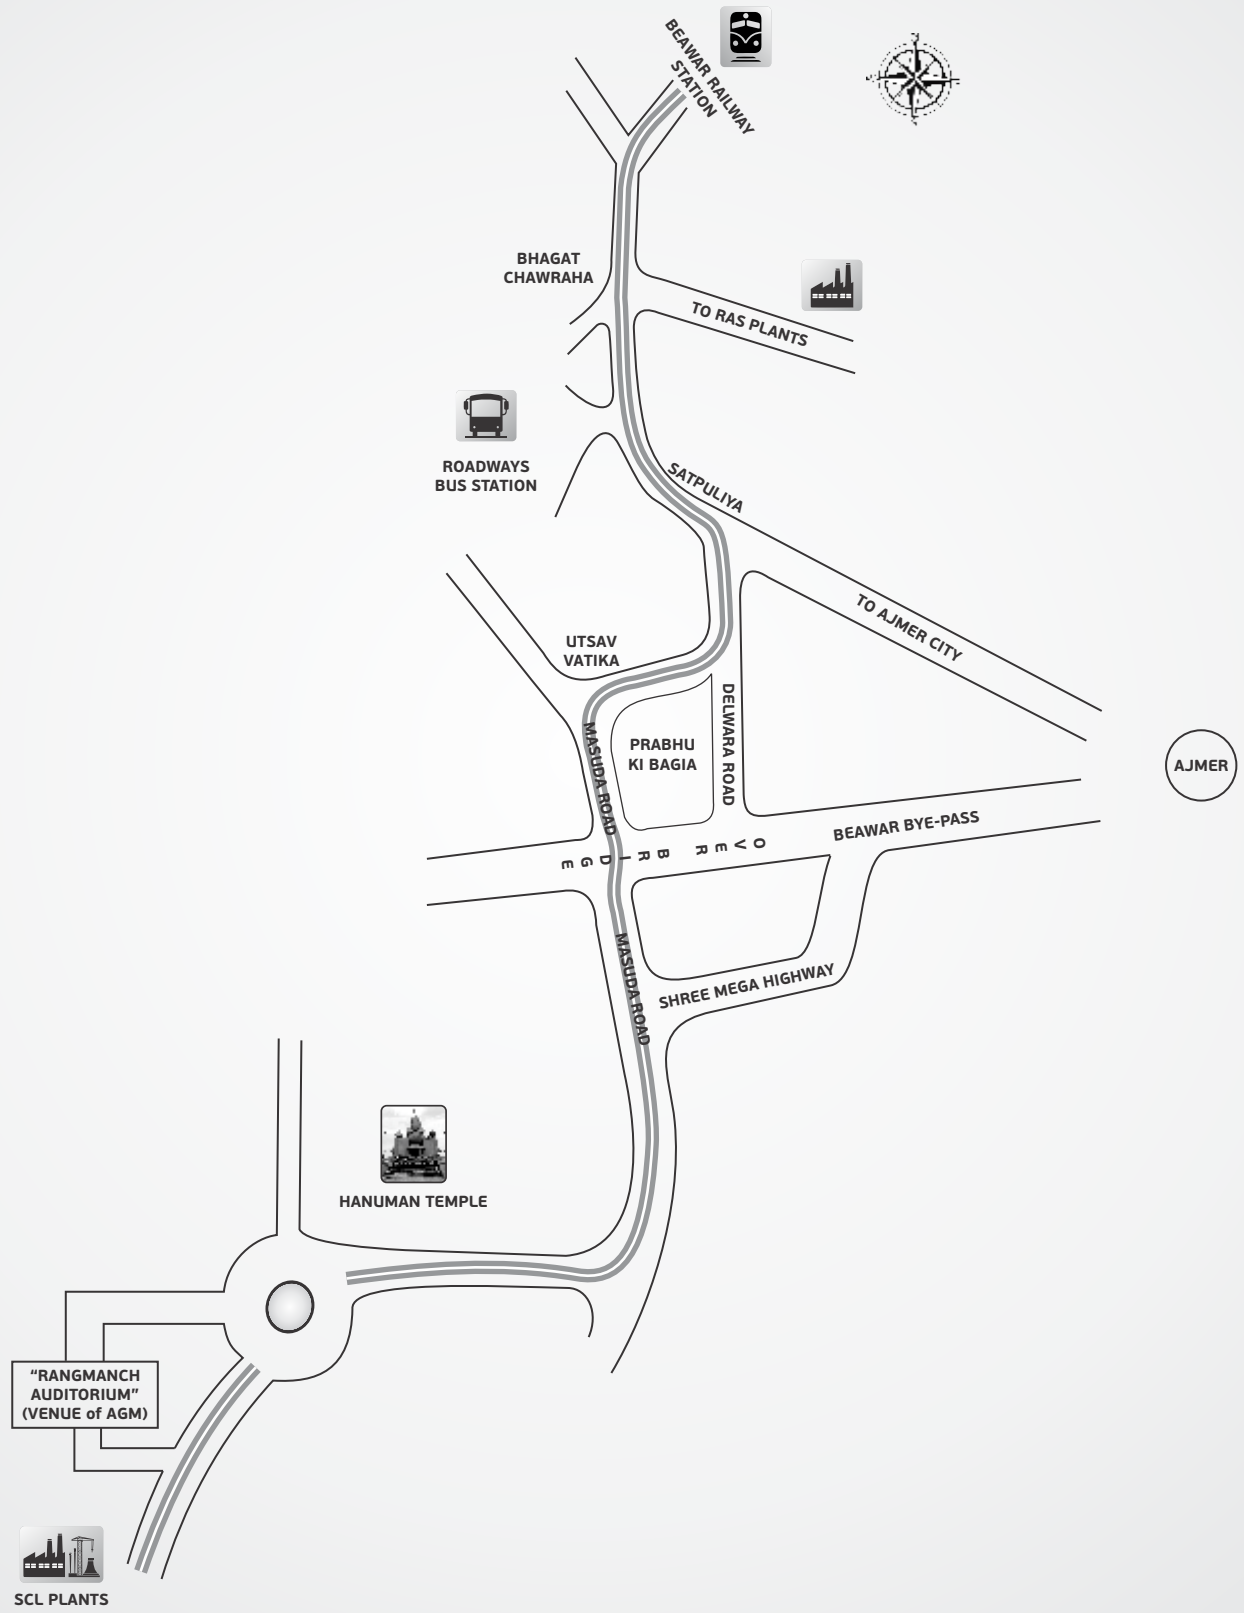 BEAWAR RAILWAY
STATION
BHAGAT
CHAWRAHA
TO RAS PLANTS
ROADWAYS
BUS STATION
SATPULIYA
TO AJMER CITY
UTSAV
VATIKA
MASUDA ROAD
PRABHU
KI BAGIA
DELWARA ROAD
AJMER
BEAWAR BYE-PASS
OVER BRIDGE
MASUDA ROAD
SHREE MEGA HIGHWAY
HANUMAN TEMPLE
“RANGMANCH
AUDITORIUM”
(VENUE of AGM)
SCL PLANTS